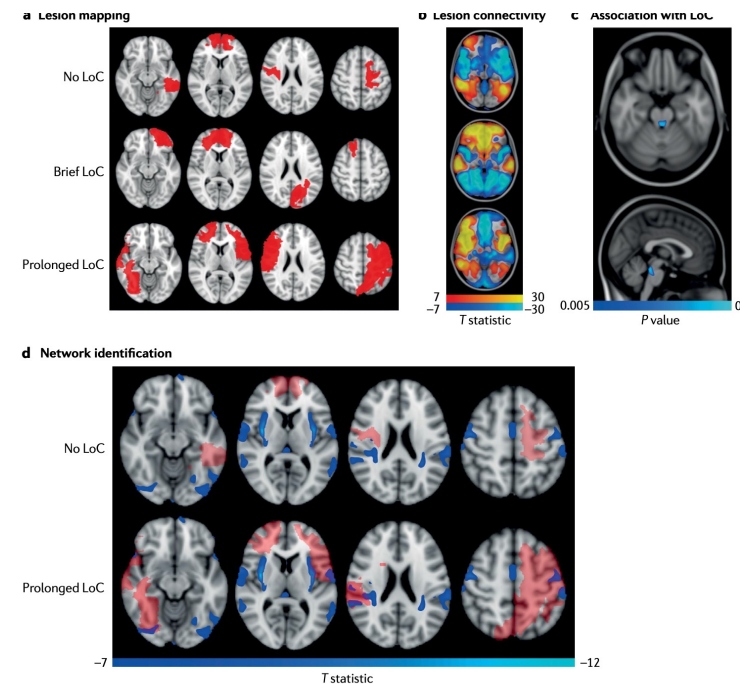 a Lesion mapping
b Lesion connectivity
c Association with LoC
No LoC
Brief LoC
Prolonged LoC
7 30
–7 –30
T statistic
0.005 0
P value
d Network identification
No LoC
Prolonged LoC
–7 –12
T statistic